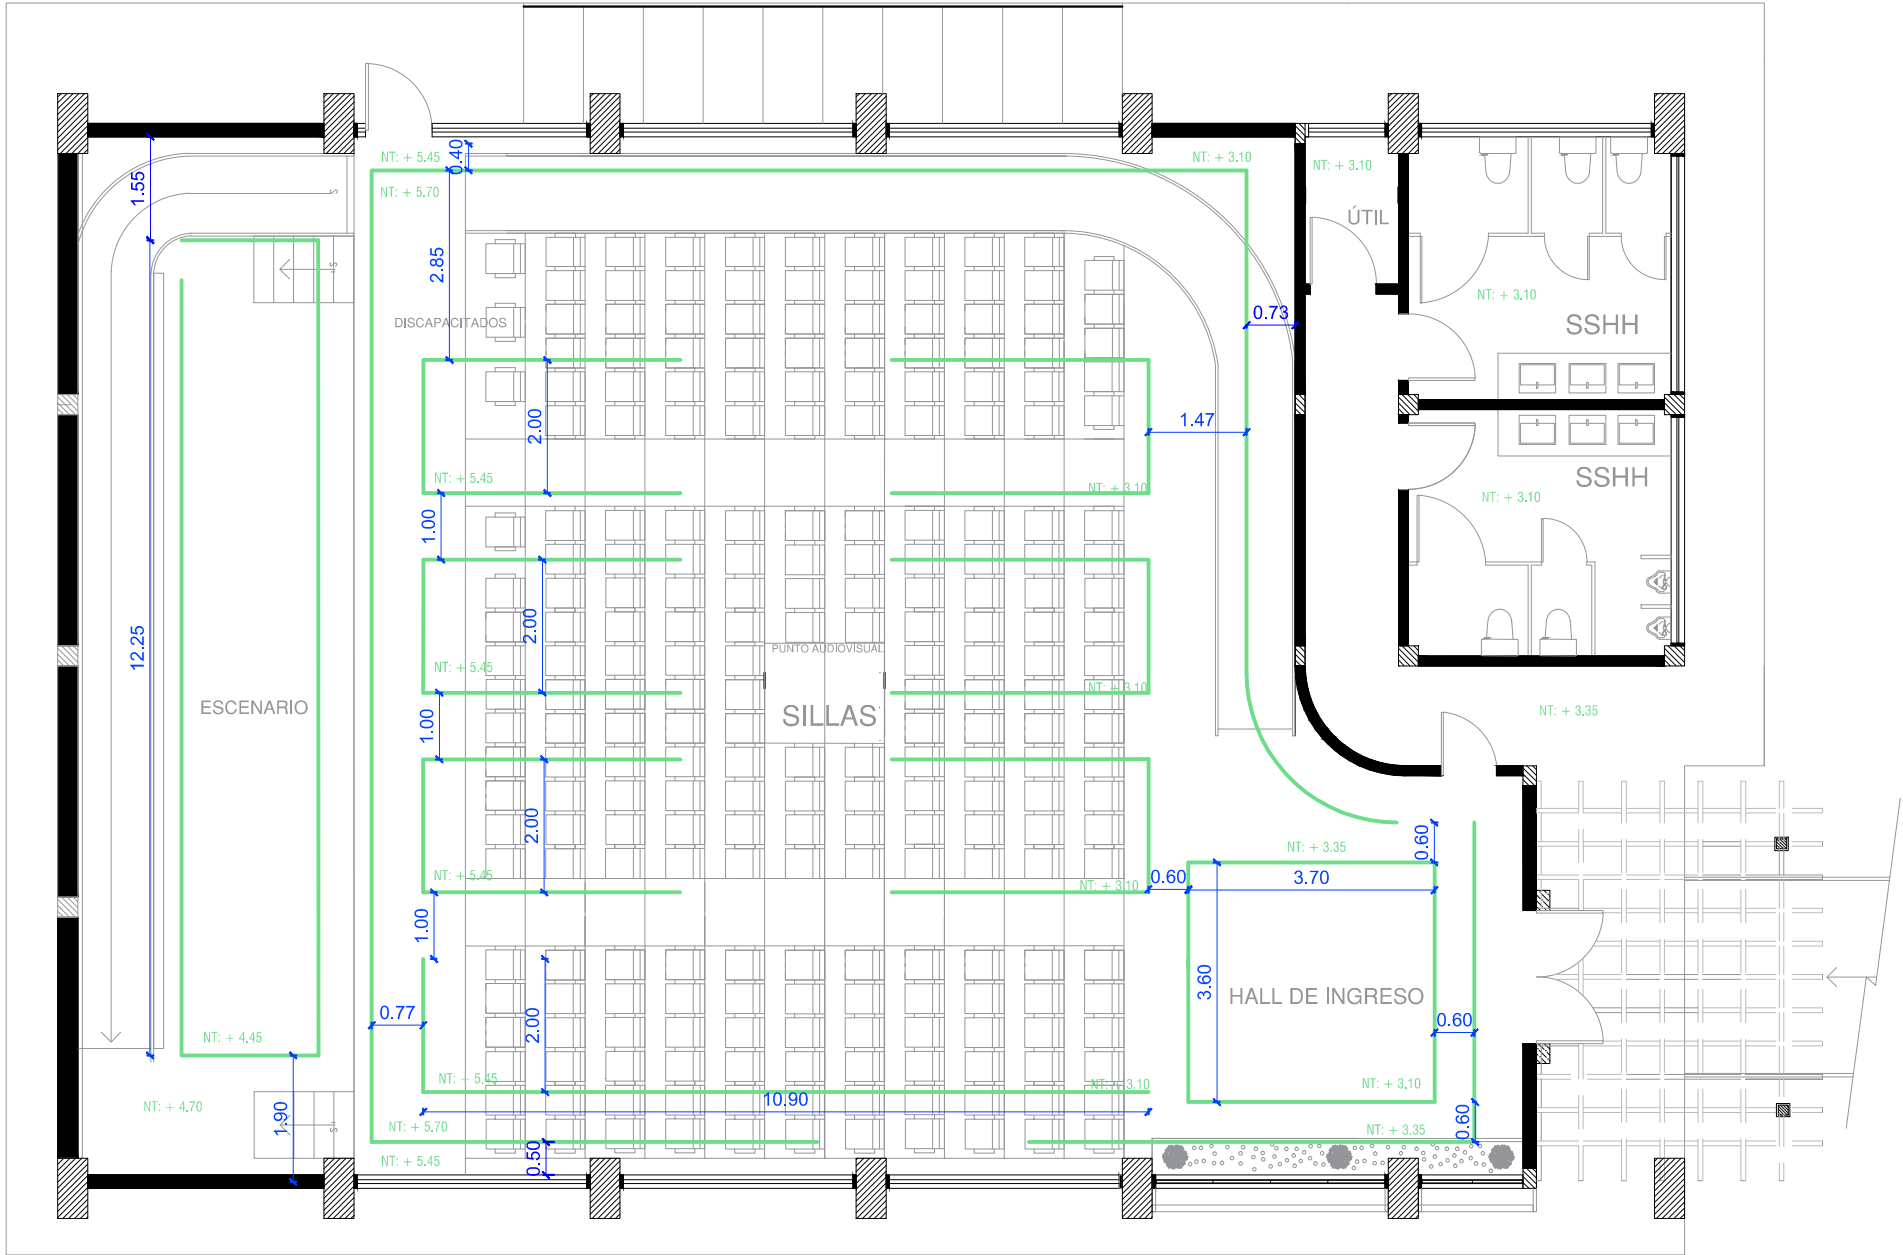 NT: + 5.45
0.40
NT: + 3.10
NT: + 3.10
1.55
NT: + 5.70
ÚTIL
2.85
NT: + 3.10
0.73
DISCAPACITADOS
SSHH
2.00
1.47
NT: + 5.45
NT: + 3.10
SSHH
NT: + 3.10
1.00
2.00
12.25
PUNTO AUDIOVISUAL
NT: + 5.45
NT: + 3.10
ESCENARIO
SILLAS
NT: + 3.35
1.00
2.00
0.60
NT: + 3.35
NT: + 5.45
NT: + 3.10
0.60
3.70
1.00
3.60
HALL DE INGRESO
0.77
2.00
0.60
NT: + 4.45
NT: + 5.45
NT: + 3.10
NT: + 3.10
10.90
NT: + 4.70
1.90
S
NT: + 5.70
0.60
NT: + 3.35
0.50
NT: + 5.45